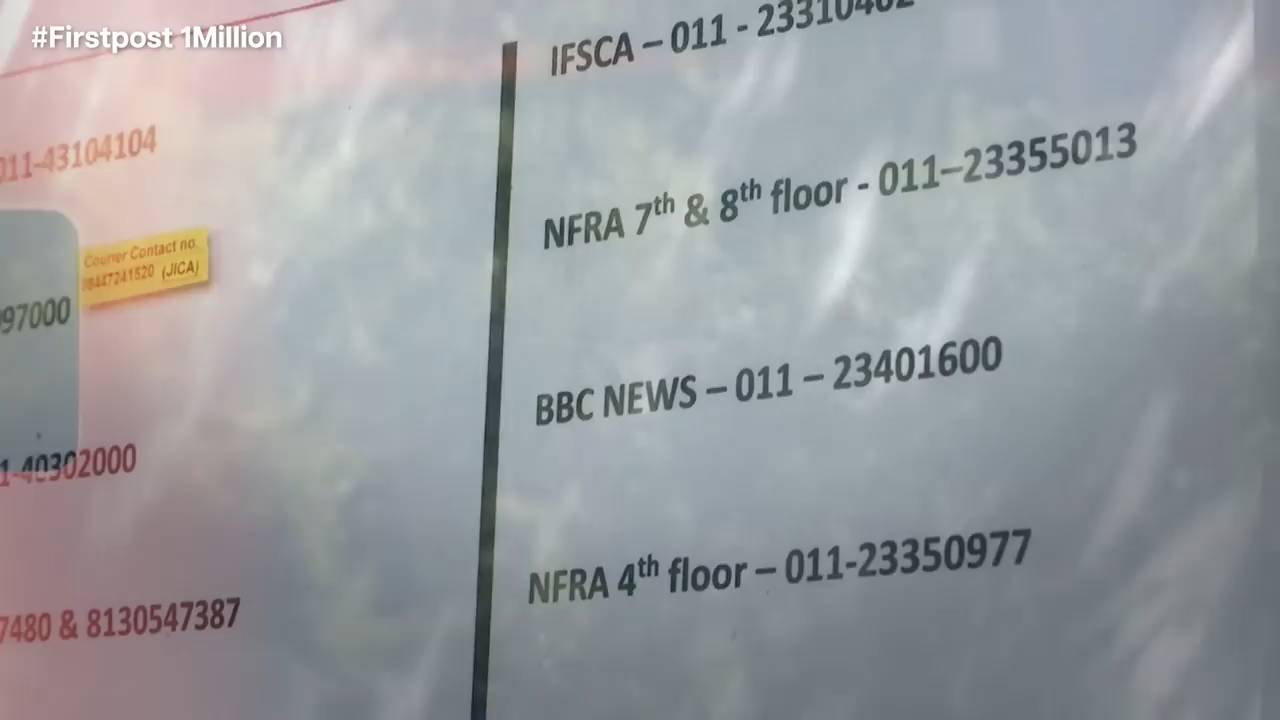 #Firstpost 1Million
011-43104104
Courier Contact no.
(JICA)
97000
1-40302000
7480 & 8130547387
IFSCA – 011 - 23310402
NFRA 7th & 8th floor - 011–23355013
BBC NEWS – 011 – 23401600
NFRA 4th floor – 011-23350977